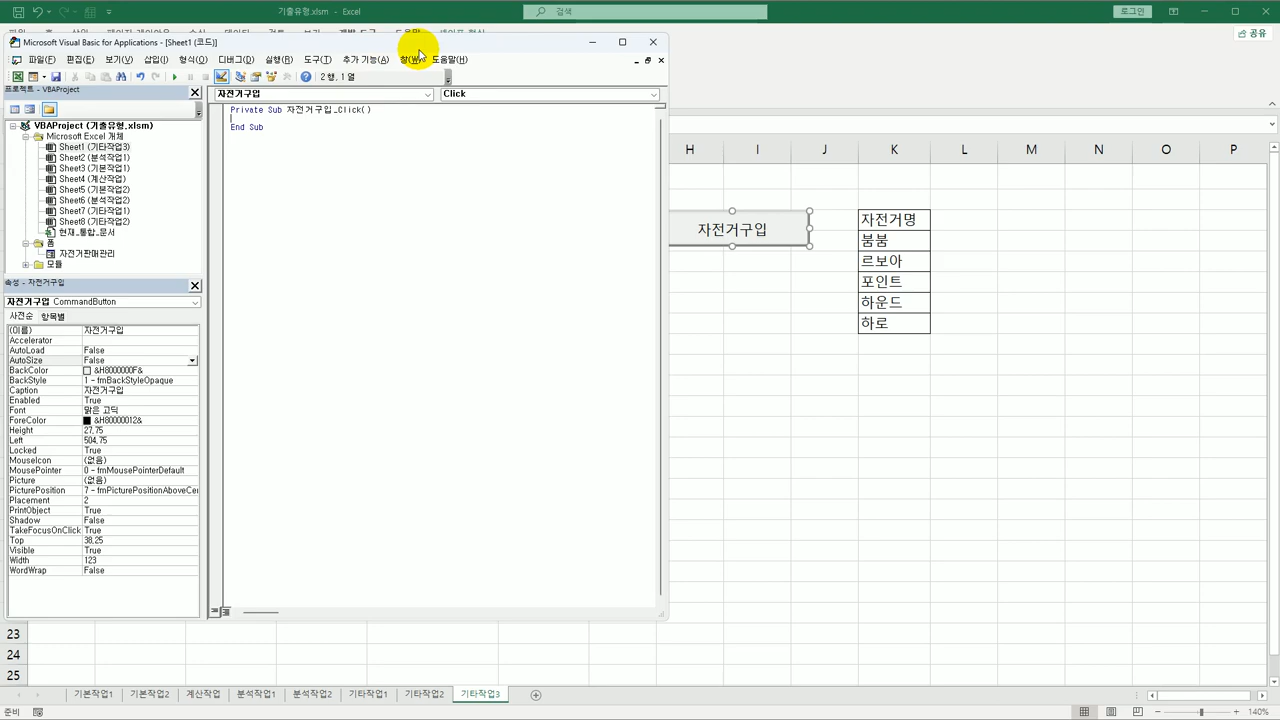 기출유형.xlsm - Excel
검색
로그인
공유
Microsoft Visual Basic for Applications - [Sheet1 (코드)]
파일(F) 편집(E) 보기(V) 삽입(I) 형식(O) 디버그(D) 실행(R) 도구(T) 추가 기능(A) 창(W) 도움말(H)
2 행, 1 열
프로젝트 - VBAProject
자전거구입
Click
VBAProject (기출유형.xlsm)
Microsoft Excel 개체
Sheet1 (기타작업3)
Sheet2 (분석작업1)
Sheet3 (기본작업1)
Sheet4 (계산작업)
Sheet5 (기본작업2)
Sheet6 (분석작업2)
Sheet7 (기타작업1)
Sheet8 (기타작업2)
현재_통합_문서
폼
자전거판매관리
모듈
Private Sub 자전거구입_Click()
End Sub
속성 - 자전거구입
자전거구입 CommandButton
사전순 항목별
(이름) 자전거구입
Accelerator
AutoLoad False
AutoSize False
BackColor &H8000000F&
BackStyle 1 - fmBackStyleOpaque
Caption 자전거구입
Enabled True
Font 맑은 고딕
ForeColor &H80000012&
Height 27,75
Left 504,75
Locked True
MouseIcon (없음)
MousePointer 0 - fmMousePointerDefault
Picture (없음)
PicturePosition 7 - fmPicturePositionAboveCer
Placement 2
PrintObject True
Shadow False
TakeFocusOnClick True
Top 38,25
Visible True
Width 123
WordWrap False
H I J K L M N O P
자전거구입
자전거명
붐붐
르보아
포인트
하운드
하로
23
24
25
기본작업1 기본작업2 계산작업 분석작업1 분석작업2 기타작업1 기타작업2 기타작업3
준비
140%